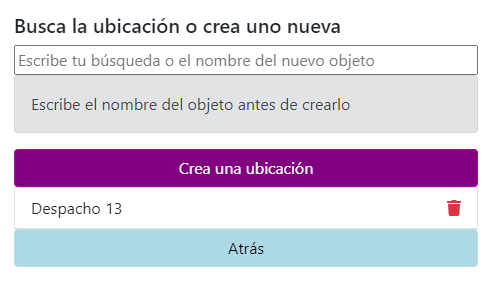 Busca la ubicación o crea uno nueva
Escribe tu búsqueda o el nombre del nuevo objeto
Escribe el nombre del objeto antes de crearlo
Crea una ubicación
Despacho 13
Atrás